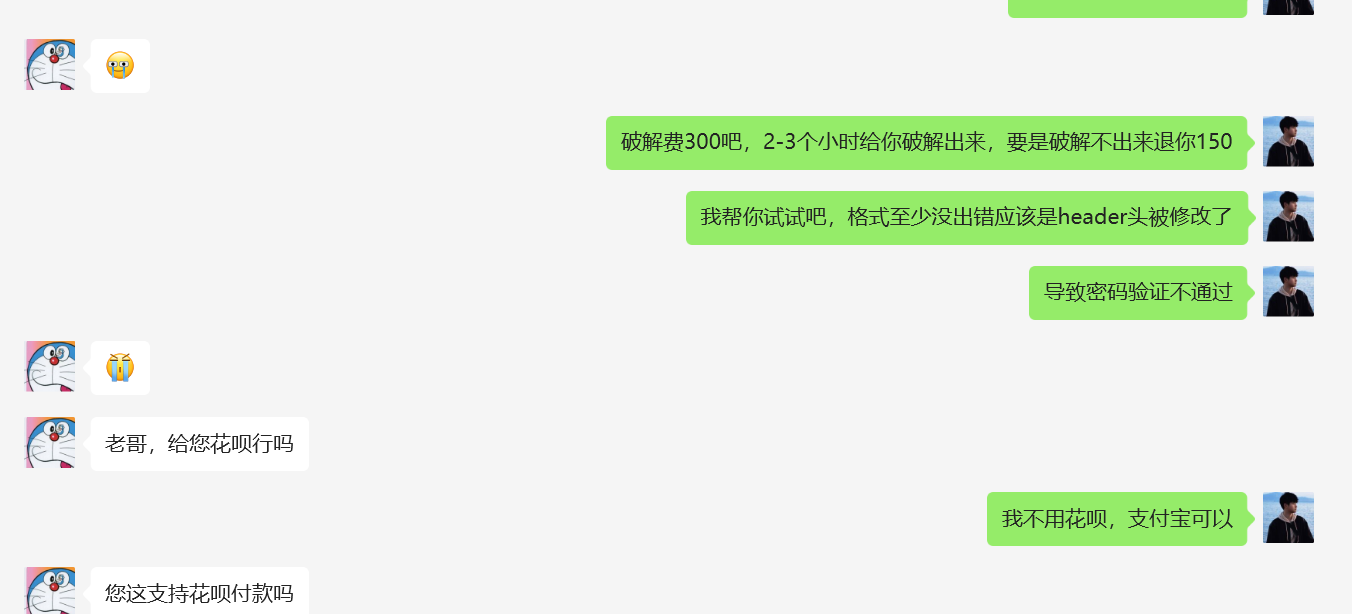 破解费300吧，2-3个小时给你破解出来，要是破解不出来退你150
我帮你试试吧，格式至少没出错应该是header头被修改了
导致密码验证不通过
老哥，给您花呗行吗
我不用花呗，支付宝可以
您这支持花呗付款吗